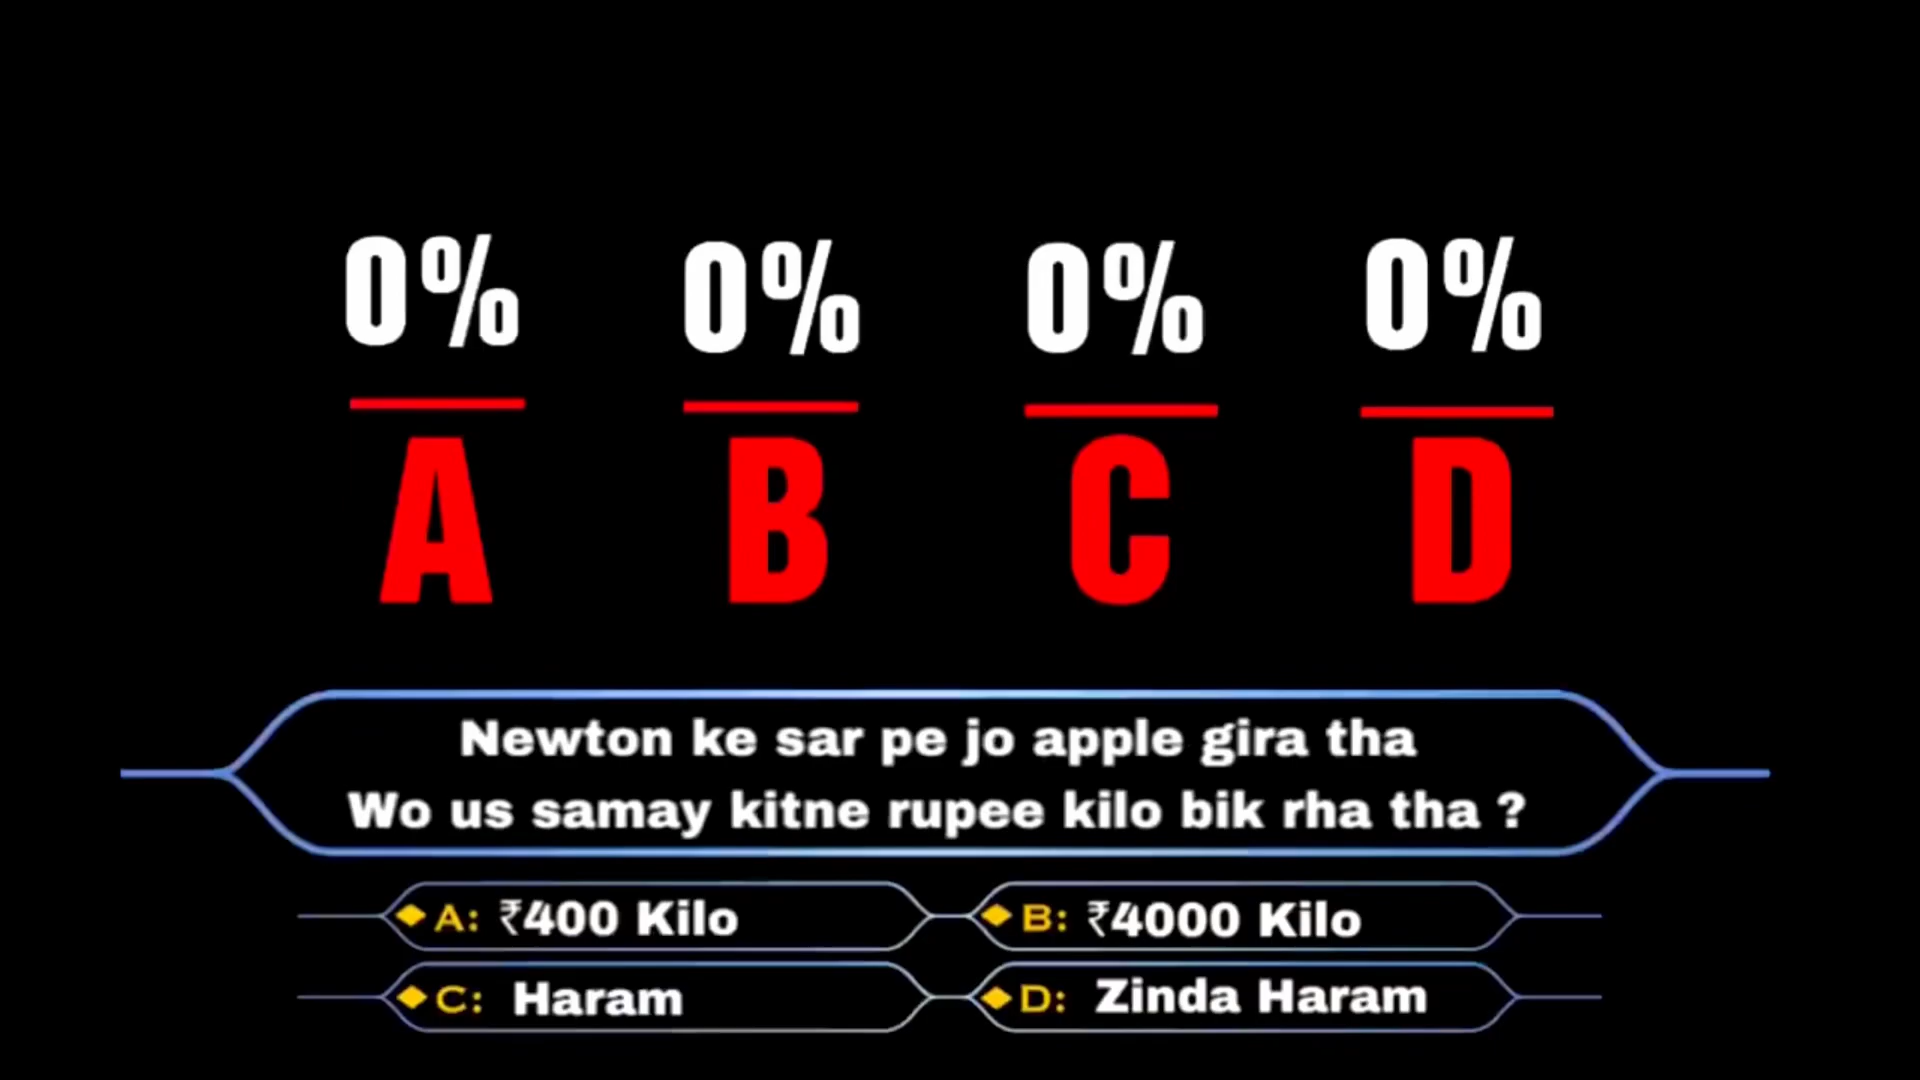 0% 0% 0% 0%
A B C D
Newton ke sar pe jo apple gira tha
Wo us samay kitne rupee kilo bik rha tha ?
A: ₹400 Kilo B: ₹4000 Kilo
C: Haram D: Zinda Haram